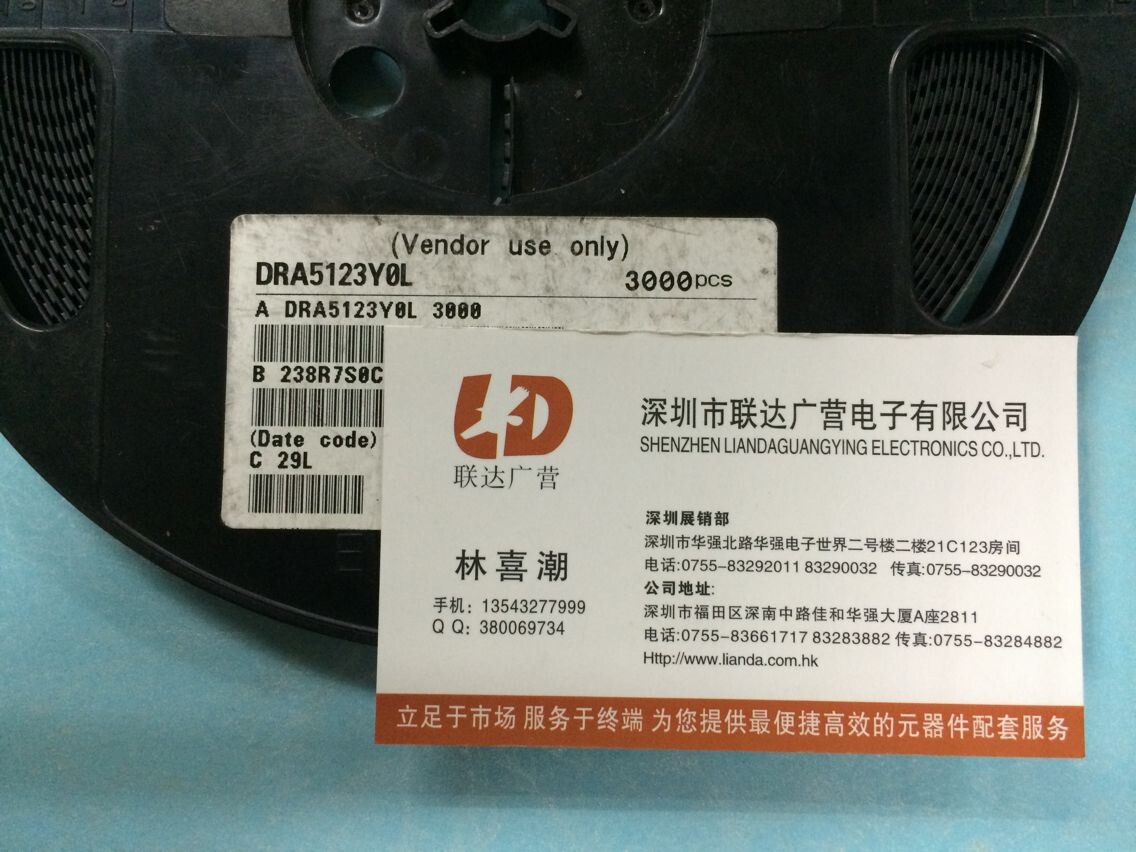 (Vendor use only)
DRA5123Y0L 3000pcs
A DRA5123Y0L 3000
B 238R7S0C
(Date code)
C 29L
LD
联达广营
深圳市联达广营电子有限公司
SHENZHEN LIANDAGUANGYING ELECTRONICS CO.,LTD.
林喜潮
手机：13543277999
Q Q：380069734
深圳展销部
深圳市华强北路华强电子世界二号楼二楼21C123房间
电话:0755-83292011 83290032 传真:0755-83290032
公司地址:
深圳市福田区深南中路佳和华强大厦A座2811
电话:0755-83661717 83283882 传真:0755-83284882
Http://www.lianda.com.hk
立足于市场 服务于终端 为您提供最便捷高效的元器件配套服务